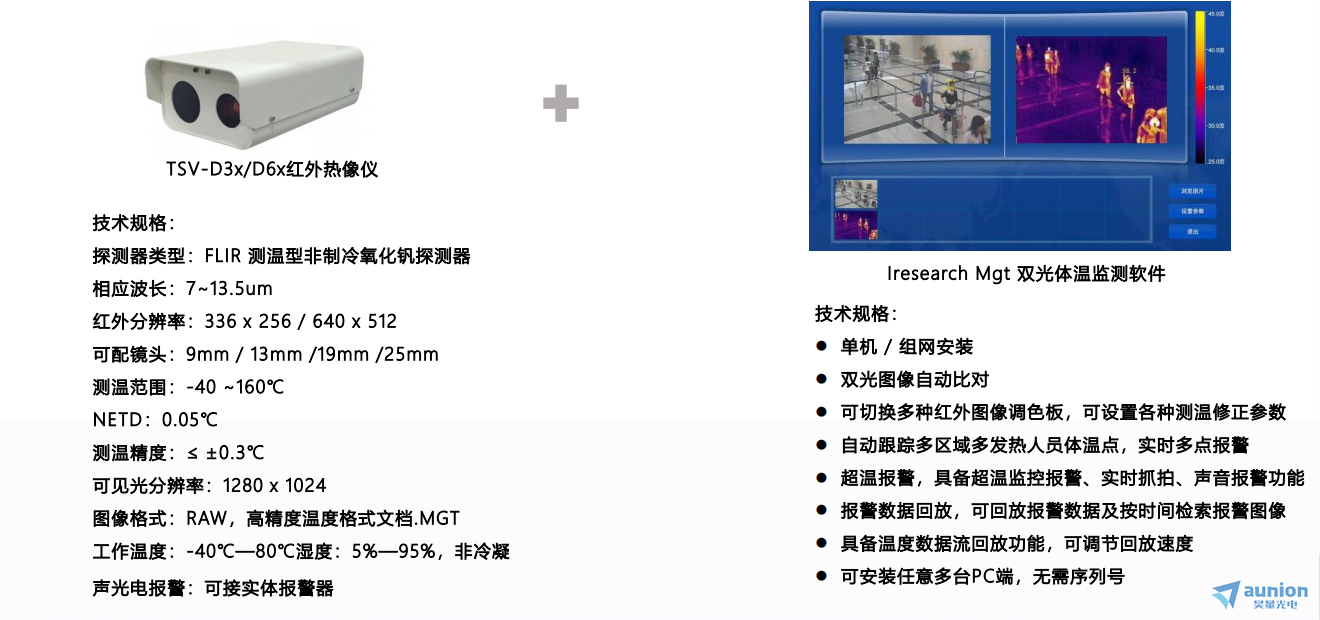 TSV-D3x/D6x红外热像仪
技术规格：
探测器类型：FLIR 测温型非制冷氧化钒探测器
相应波长：7~13.5um
红外分辨率：336 x 256 / 640 x 512
可配镜头：9mm / 13mm /19mm /25mm
测温范围：-40 ~160℃
NETD：0.05℃
测温精度：≤ ±0.3℃
可见光分辨率：1280 x 1024
图像格式：RAW，高精度温度格式文档.MGT
工作温度：-40℃—80℃湿度：5%—95%，非冷凝
声光电报警：可接实体报警器
38.2
45.0度
40.0度
35.0度
30.0度
25.0度
浏览图片
设置参数
退出
Iresearch Mgt 双光体温监测软件
技术规格：
● 单机 / 组网安装
● 双光图像自动比对
● 可切换多种红外图像调色板，可设置各种测温修正参数
● 自动跟踪多区域多发热人员体温点，实时多点报警
● 超温报警，具备超温监控报警、实时抓拍、声音报警功能
● 报警数据回放，可回放报警数据及按时间检索报警图像
● 具备温度数据流回放功能，可调节回放速度
● 可安装任意多台PC端，无需序列号
aunion
昊量光电